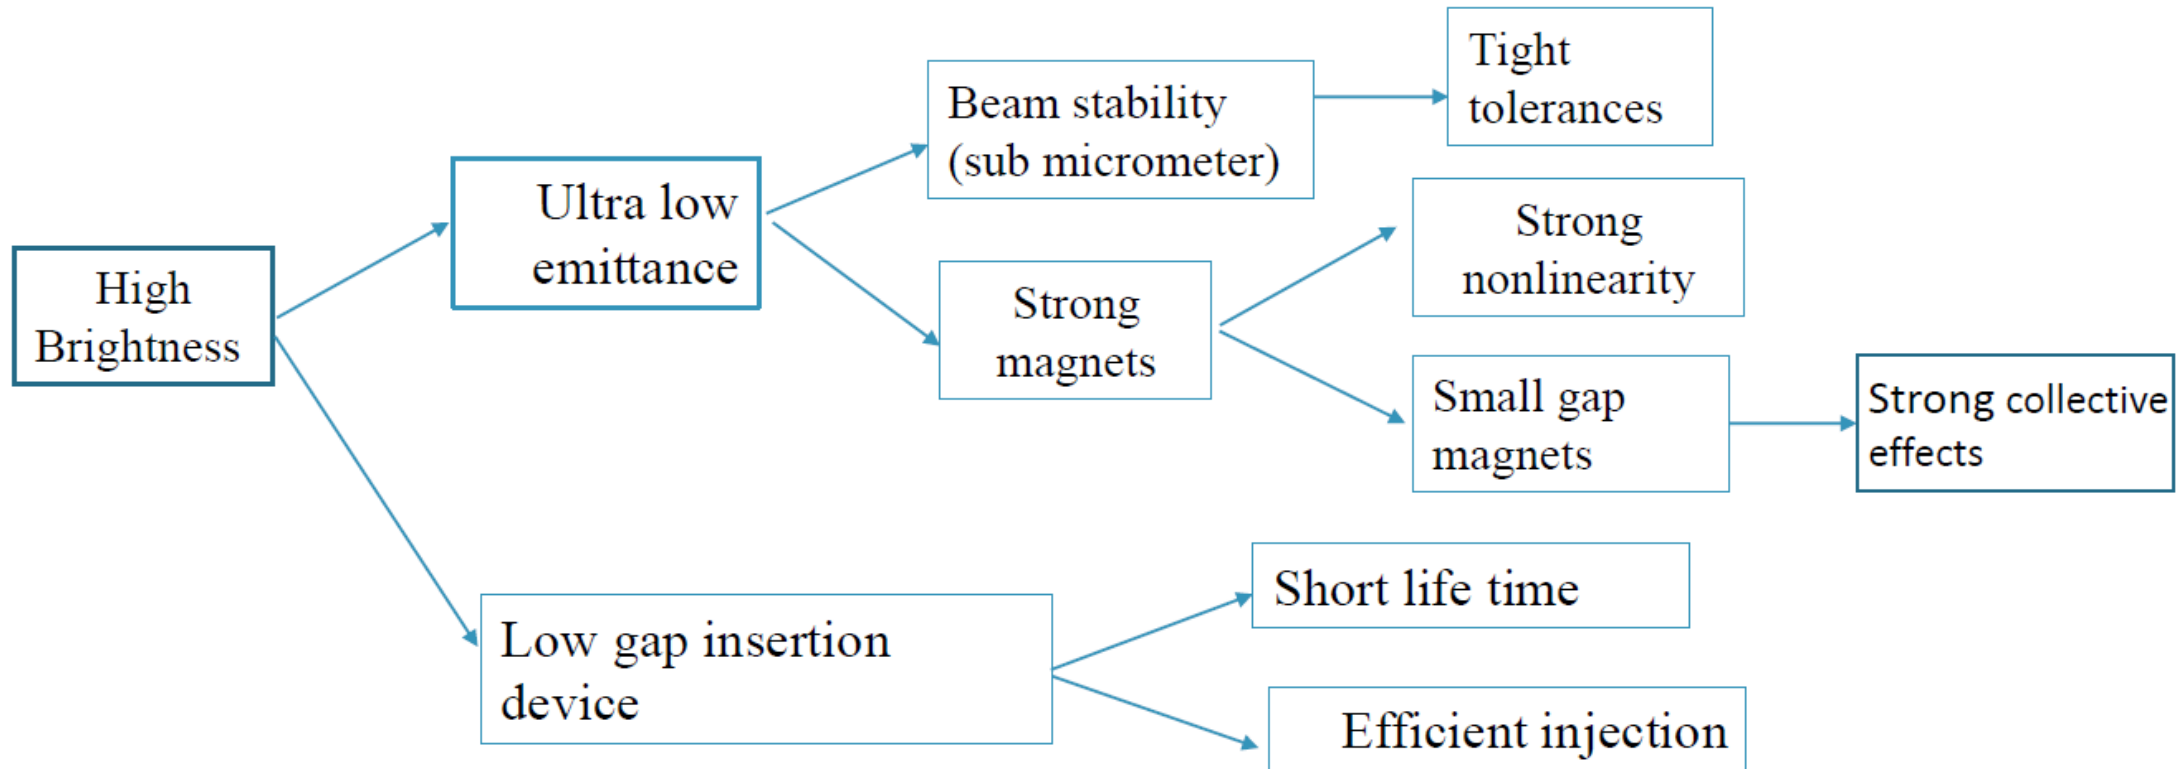 High
Brightness
Ultra low
emittance
Beam stability
(sub micrometer)
Tight
tolerances
Strong
magnets
Strong
nonlinearity
Small gap
magnets
Strong collective
effects
Low gap insertion
device
Short life time
Efficient injection